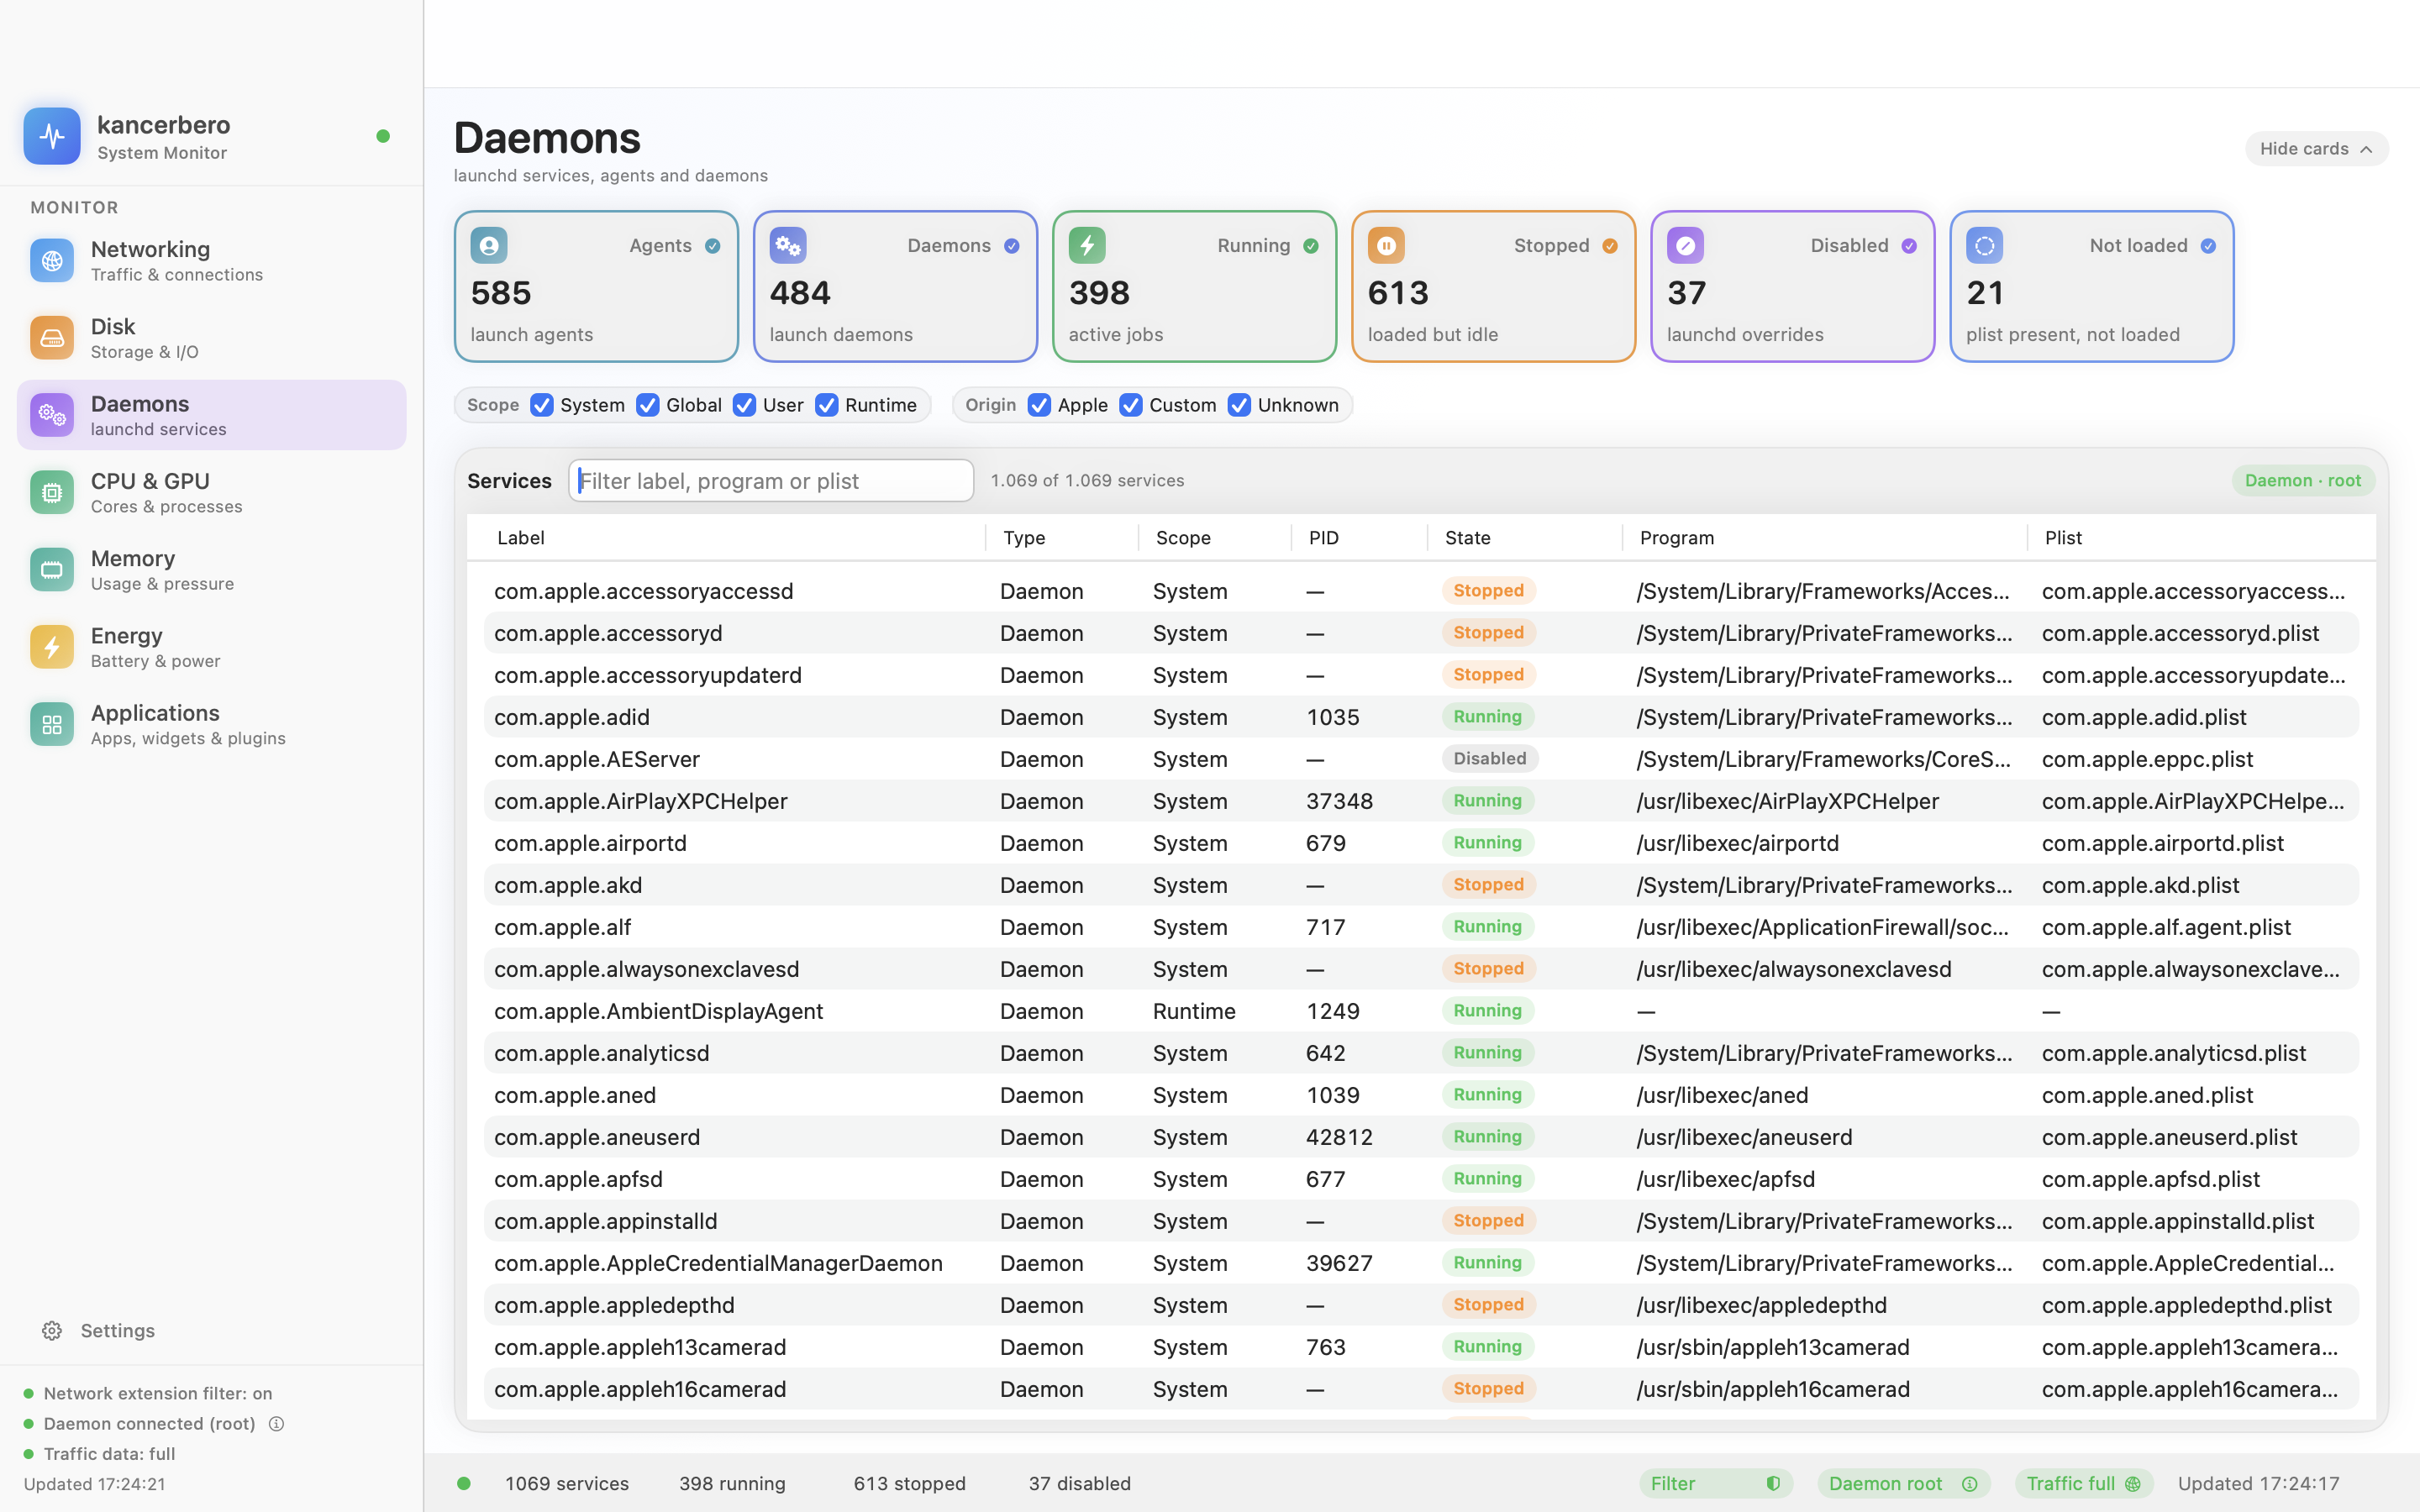 kancerbero
System Monitor
MONITOR
Networking
Traffic & connections
Disk
Storage & I/O
Daemons
launchd services
CPU & GPU
Cores & processes
Memory
Usage & pressure
Energy
Battery & power
Applications
Apps, widgets & plugins
Settings
Network extension filter: on
Daemon connected (root)
Traffic data: full
Updated 17:24:21
Daemons
launchd services, agents and daemons
Hide cards
Agents
585
launch agents
Daemons
484
launch daemons
Running
398
active jobs
Stopped
613
loaded but idle
Disabled
37
launchd overrides
Not loaded
21
plist present, not loaded
Scope System Global User Runtime Origin Apple Custom Unknown
Services Filter label, program or plist 1.069 of 1.069 services Daemon · root
Label Type Scope PID State Program Plist
com.apple.accessoryaccessd Daemon System — Stopped /System/Library/Frameworks/Acces... com.apple.accessoryaccess...
com.apple.accessoryd Daemon System — Stopped /System/Library/PrivateFrameworks... com.apple.accessoryd.plist
com.apple.accessoryupdaterd Daemon System — Stopped /System/Library/PrivateFrameworks... com.apple.accessoryupdate...
com.apple.adid Daemon System 1035 Running /System/Library/PrivateFrameworks... com.apple.adid.plist
com.apple.AEServer Daemon System — Disabled /System/Library/Frameworks/CoreS... com.apple.eppc.plist
com.apple.AirPlayXPCHelper Daemon System 37348 Running /usr/libexec/AirPlayXPCHelper com.apple.AirPlayXPCHelpe...
com.apple.airportd Daemon System 679 Running /usr/libexec/airportd com.apple.airportd.plist
com.apple.akd Daemon System — Stopped /System/Library/PrivateFrameworks... com.apple.akd.plist
com.apple.alf Daemon System 717 Running /usr/libexec/ApplicationFirewall/soc... com.apple.alf.agent.plist
com.apple.alwaysonexclavesd Daemon System — Stopped /usr/libexec/alwaysonexclavesd com.apple.alwaysonexclave...
com.apple.AmbientDisplayAgent Daemon Runtime 1249 Running — —
com.apple.analyticsd Daemon System 642 Running /System/Library/PrivateFrameworks... com.apple.analyticsd.plist
com.apple.aned Daemon System 1039 Running /usr/libexec/aned com.apple.aned.plist
com.apple.aneuserd Daemon System 42812 Running /usr/libexec/aneuserd com.apple.aneuserd.plist
com.apple.apfsd Daemon System 677 Running /usr/libexec/apfsd com.apple.apfsd.plist
com.apple.appinstalld Daemon System — Stopped /System/Library/PrivateFrameworks... com.apple.appinstalld.plist
com.apple.AppleCredentialManagerDaemon Daemon System 39627 Running /System/Library/PrivateFrameworks... com.apple.AppleCredential...
com.apple.appledepthd Daemon System — Stopped /usr/libexec/appledepthd com.apple.appledepthd.plist
com.apple.appleh13camerad Daemon System 763 Running /usr/sbin/appleh13camerad com.apple.appleh13camera...
com.apple.appleh16camerad Daemon System — Stopped /usr/sbin/appleh16camerad com.apple.appleh16camera...
1069 services 398 running 613 stopped 37 disabled Filter Daemon root Traffic full Updated 17:24:17